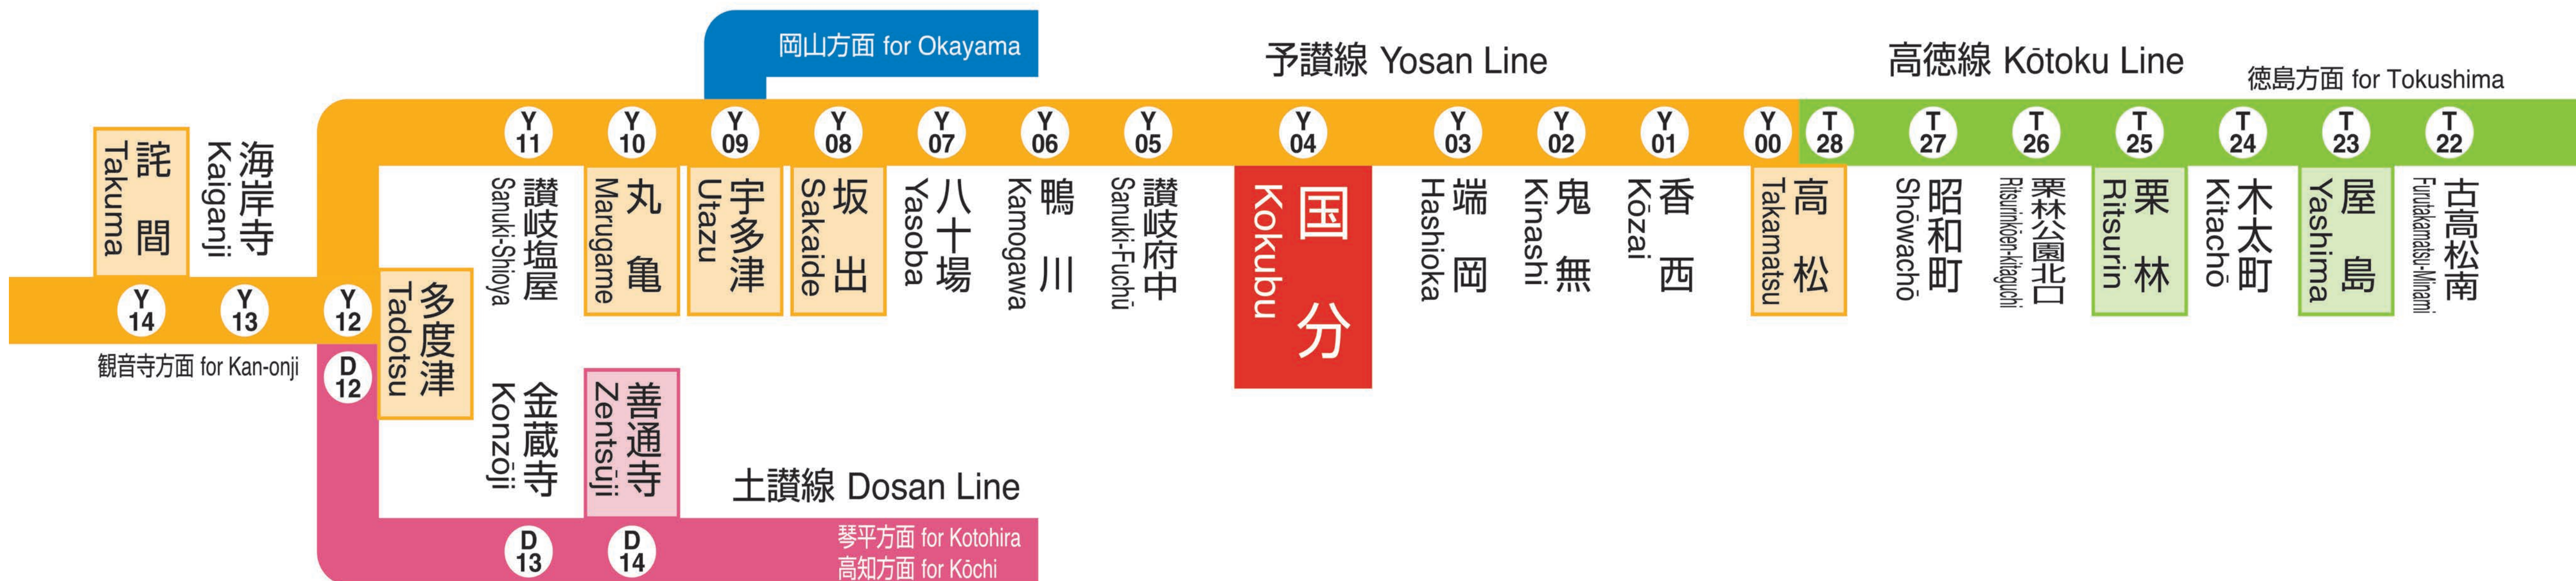 岡山方面 for Okayama
予讃線 Yosan Line
高徳線 Kōtoku Line
徳島方面 for Tokushima
Y 14
詫間 Takuma
Y 13
海岸寺 Kaiganji
Y 12
D 12
多度津 Tadotsu
観音寺方面 for Kan-onji
Y 11
讃岐塩屋 Sanuki-Shioya
Y 10
丸亀 Marugame
Y 09
宇多津 Utazu
Y 08
坂出 Sakaide
Y 07
八十場 Yasoba
Y 06
鴨川 Kamogawa
Y 05
讃岐府中 Sanuki-Fuchū
Y 04
国分 Kokubu
Y 03
端岡 Hashioka
Y 02
鬼無 Kinashi
Y 01
香西 Kōzai
Y 00
T 28
高松 Takamatsu
T 27
昭和町 Shōwachō
T 26
栗林公園北口 Ritsurinkōen-kitaguchi
T 25
栗林 Ritsurin
T 24
木太町 Kitachō
T 23
屋島 Yashima
T 22
古高松南 Furutakamatsu-Minami
金蔵寺 Konzōji
D 13
善通寺 Zentsūji
D 14
土讃線 Dosan Line
琴平方面 for Kotohira
高知方面 for Kōchi